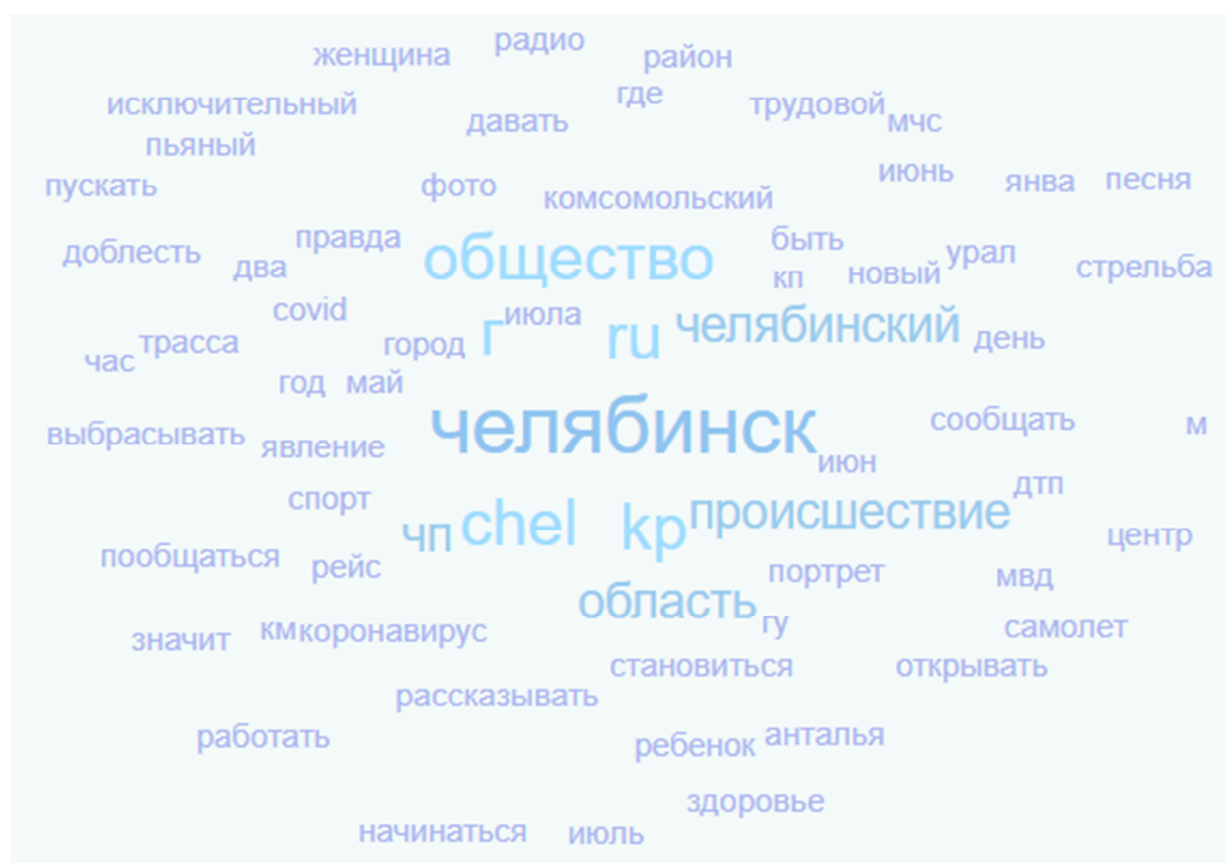 радио
женщина район
где
исключительный давать трудовой мчс
пьяный
июнь
пускать фото комсомольский янва песня
правда быть
доблесть два общество кп новый урал стрельба
covid июла
трасса город г ru челябинский день
час
год май
выбрасывать явление челябинск сообщать м
июн
спорт дтп
чп chel kp происшествие центр
пообщаться рейс портрет мвд
область гу
значит км коронавирус самолет
становиться открывать
рассказывать
работать ребенок анталья
здоровье
начинаться июль